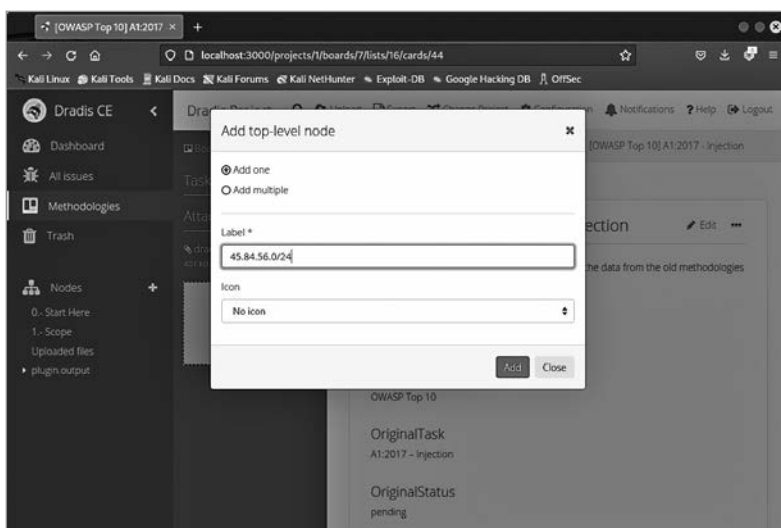 [OWASP Top 10] A1:2017 ×
+
localhost:3000/projects/1/boards/7/lists/16/cards/44
Kali Linux Kali Tools Kali Docs Kali Forums Kali NetHunter Exploit-DB Google Hacking DB OffSec
Dradis CE
Notifications ? Help Logout
Dashboard
[OWASP Top 10] A1:2017 - Injection
All issues
Methodologies
Trash
Nodes +
0.- Start Here
1.- Scope
Uploaded files
plugin.output
Add top-level node ×
Add one
Add multiple
Label *
45.84.56.0/24
Icon
No icon
Add Close
Edit
the data from the old methodologies
OWASP Top 10
OriginalTask
A1:2017 – Injection
OriginalStatus
pending